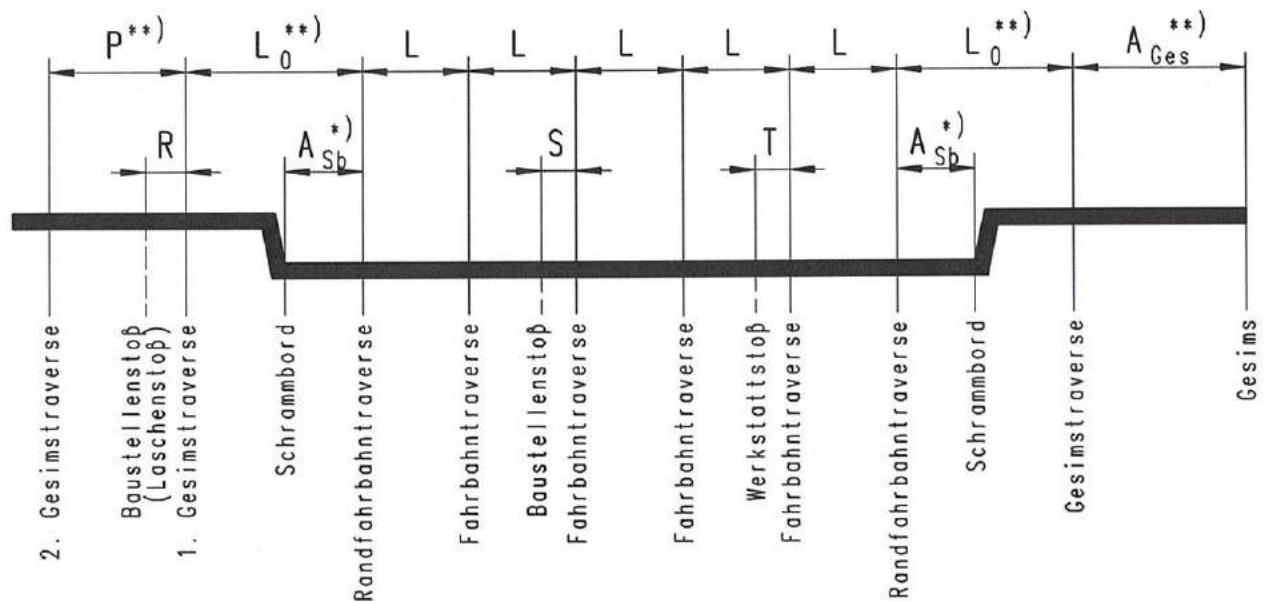 P**)
L0**)
L
L
L
L
L
L0**)
AGes**)
R
ASb*)
S
T
ASb*)
2. Gesimstraverse
Baustellenstoß
(Laschenstoß)
1. Gesimstraverse
Schrammbord
Randfahrbahntraverse
Fahrbahntraverse
Baustellenstoß
Fahrbahntraverse
Fahrbahntraverse
Werkstattstoß
Fahrbahntraverse
Randfahrbahntraverse
Schrammbord
Gesimstraverse
Gesims